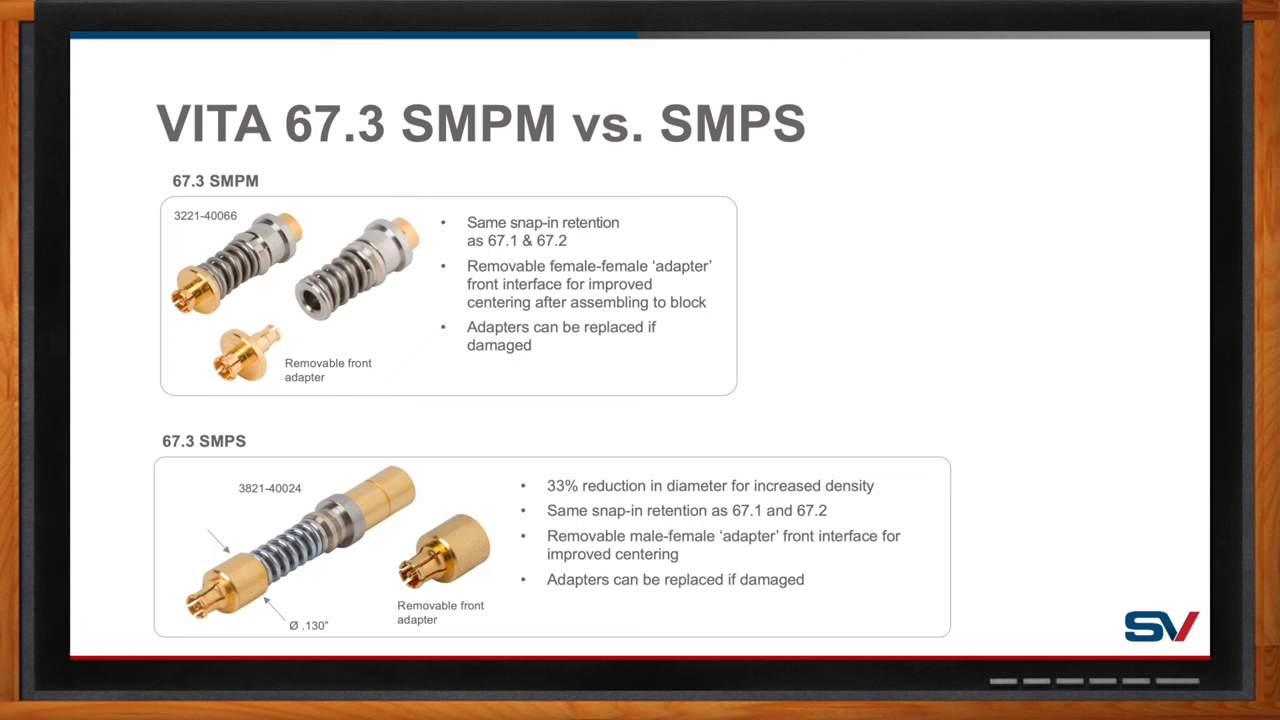 VITA 67.3 SMPM vs. SMPS
67.3 SMPM
3221-40066
• Same snap-in retention
as 67.1 & 67.2
• Removable female-female ‘adapter’
front interface for improved
centering after assembling to block
• Adapters can be replaced if
damaged
Removable front
adapter
67.3 SMPS
3821-40024
• 33% reduction in diameter for increased density
• Same snap-in retention as 67.1 and 67.2
• Removable male-female ‘adapter’ front interface for
improved centering
• Adapters can be replaced if damaged
Removable front
adapter
Ø .130”
SV